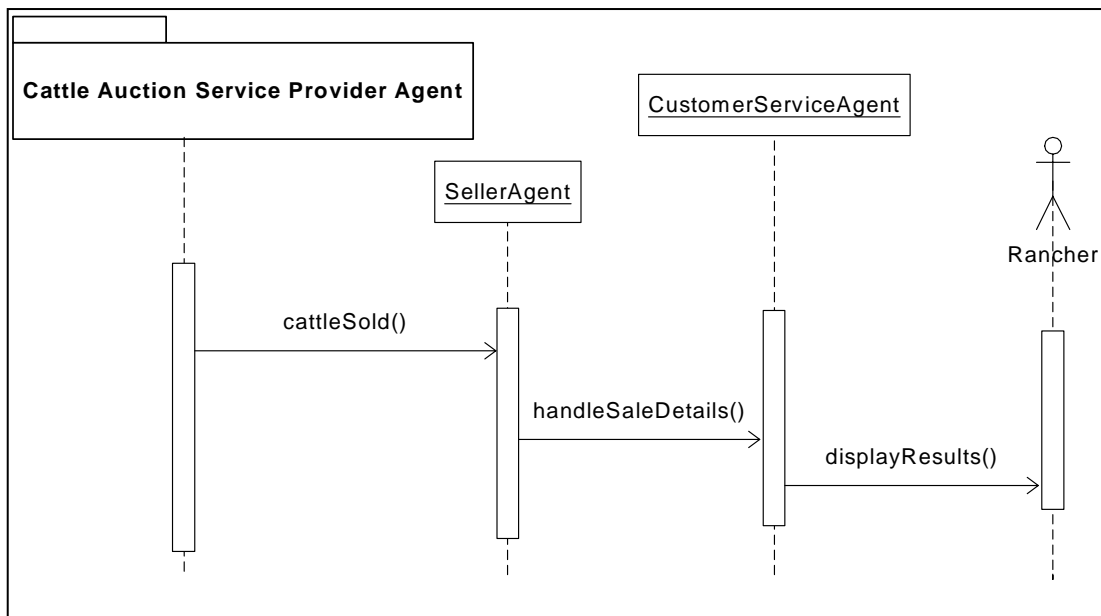 Cattle Auction Service Provider Agent
CustomerServiceAgent
SellerAgent
Rancher
cattleSold()
handleSaleDetails()
displayResults()